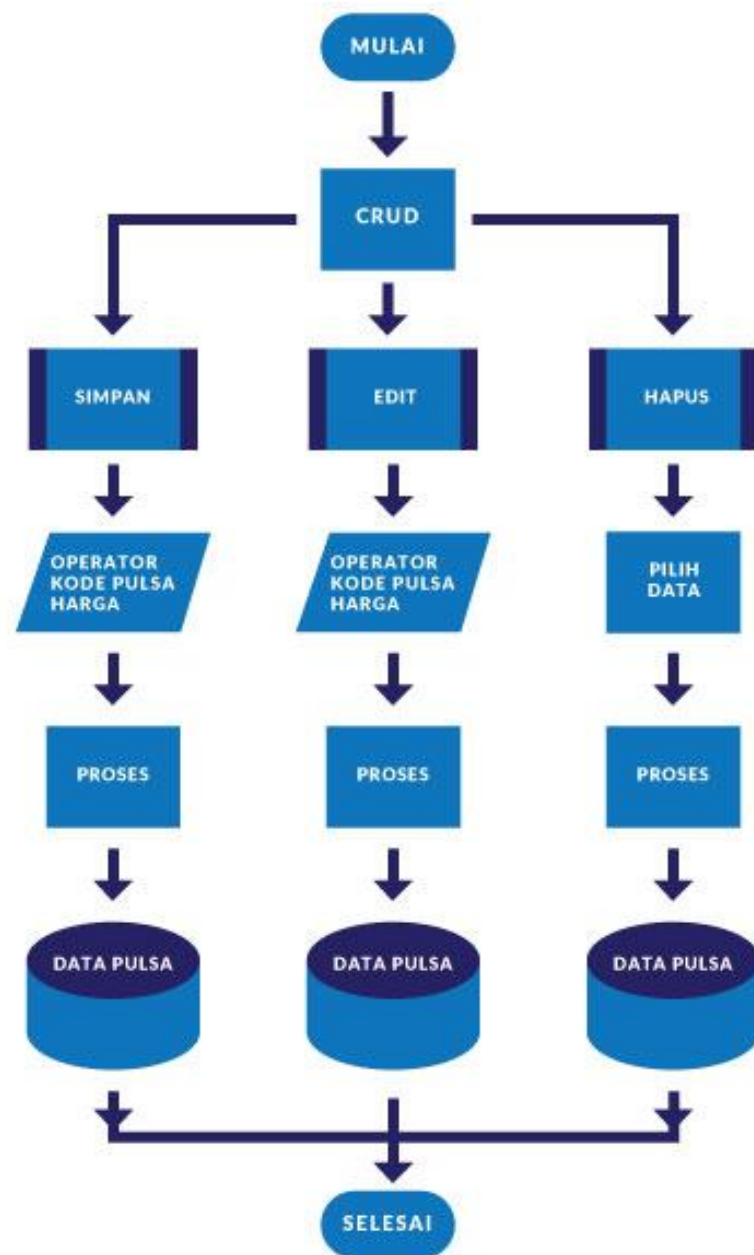 MULAI
CRUD
SIMPAN
EDIT
HAPUS
OPERATOR
KODE PULSA
HARGA
OPERATOR
KODE PULSA
HARGA
PILIH
DATA
PROSES
PROSES
PROSES
DATA PULSA
DATA PULSA
DATA PULSA
SELESAI